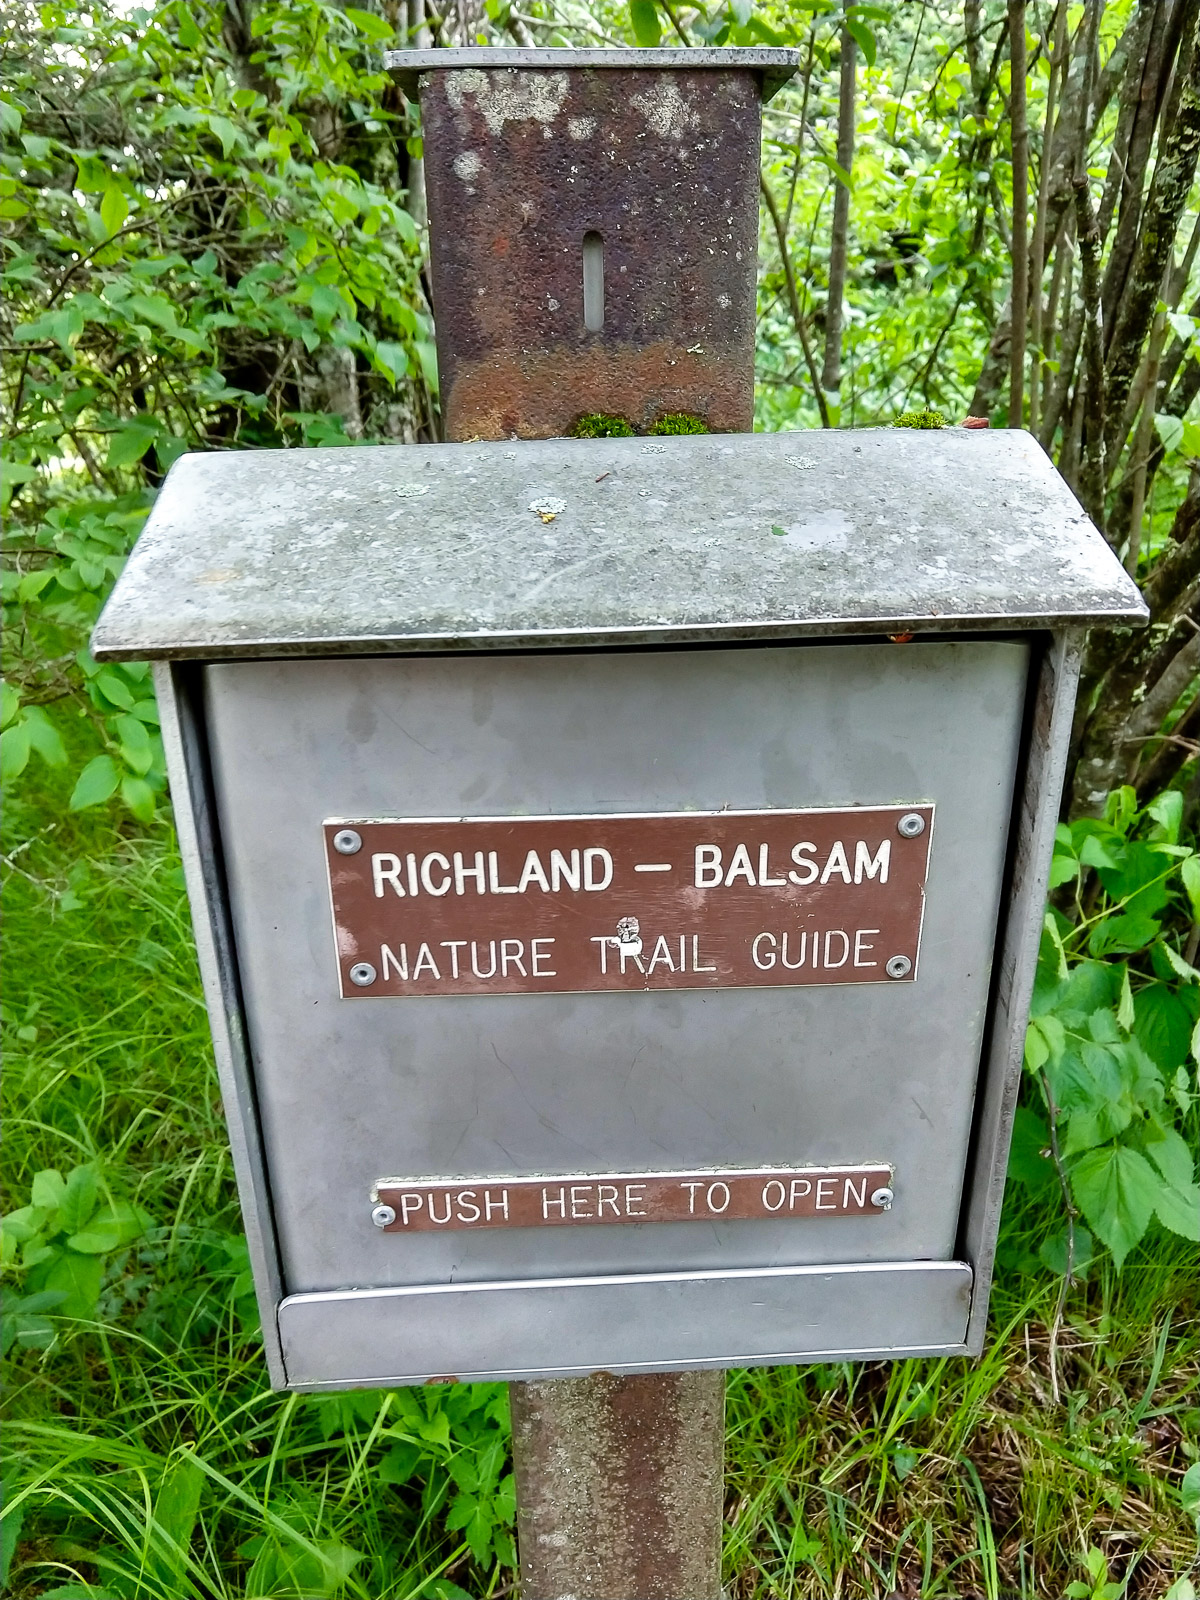 RICHLAND — BALSAM
NATURE TRAIL GUIDE
PUSH HERE TO OPEN